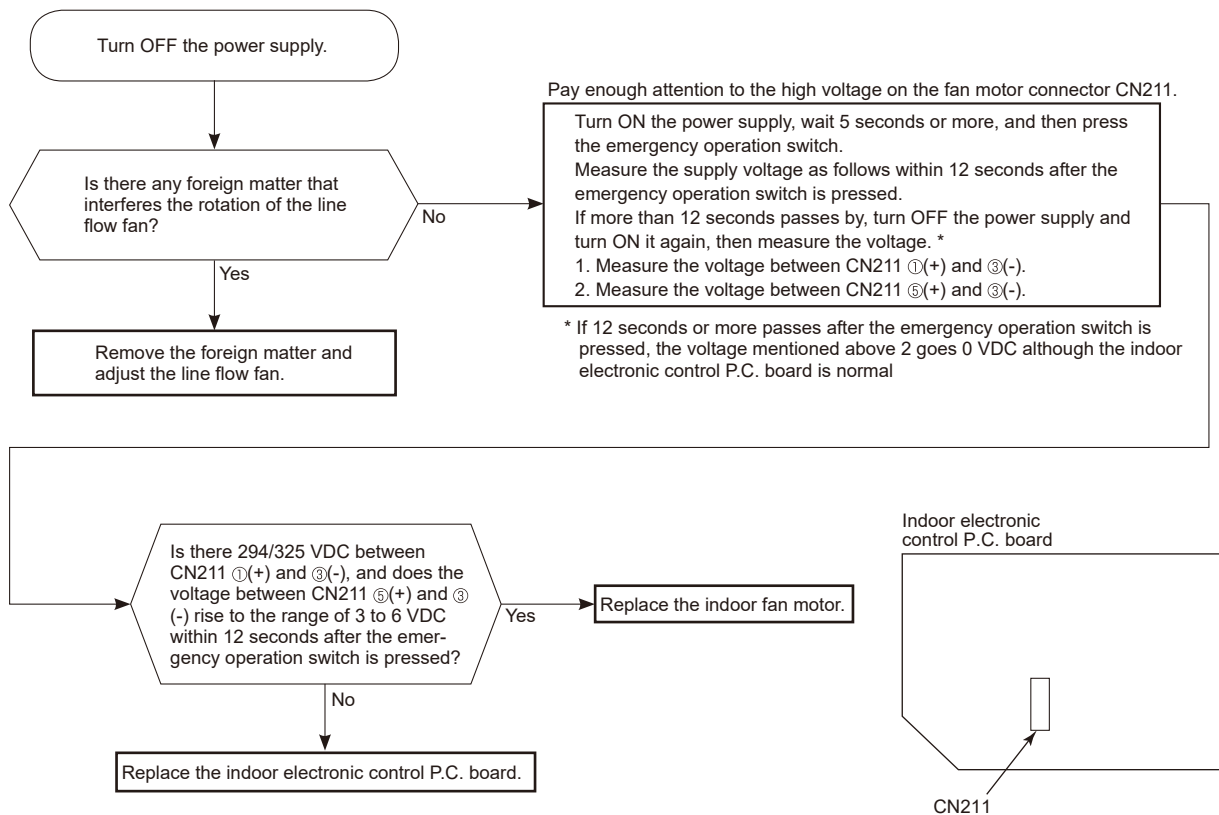 Turn OFF the power supply.
Is there any foreign matter that
interferes the rotation of the line
flow fan?
No
Yes
Remove the foreign matter and
adjust the line flow fan.
Pay enough attention to the high voltage on the fan motor connector CN211.
Turn ON the power supply, wait 5 seconds or more, and then press
the emergency operation switch.
Measure the supply voltage as follows within 12 seconds after the
emergency operation switch is pressed.
If more than 12 seconds passes by, turn OFF the power supply and
turn ON it again, then measure the voltage. *
1. Measure the voltage between CN211 ①(+) and ③(-).
2. Measure the voltage between CN211 ⑤(+) and ③(-).
* If 12 seconds or more passes after the emergency operation switch is
pressed, the voltage mentioned above 2 goes 0 VDC although the indoor
electronic control P.C. board is normal
Is there 294/325 VDC between
CN211 ①(+) and ③(-), and does the
voltage between CN211 ⑤(+) and ③
(-) rise to the range of 3 to 6 VDC
within 12 seconds after the emer-
gency operation switch is pressed?
Yes
Replace the indoor fan motor.
No
Replace the indoor electronic control P.C. board.
Indoor electronic
control P.C. board
CN211